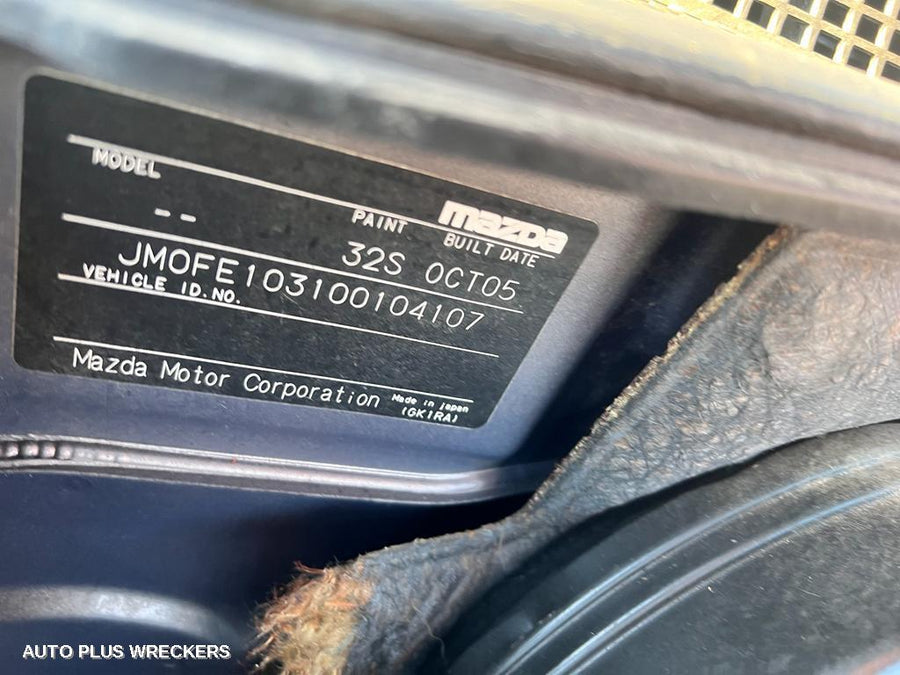 mazda
MODEL PAINT BUILT DATE
-- 32S OCT05
JM0FE103100104107
VEHICLE ID.NO.
Mazda Motor Corporation
Made in Japan
(GK1RA)
AUTO PLUS WRECKERS